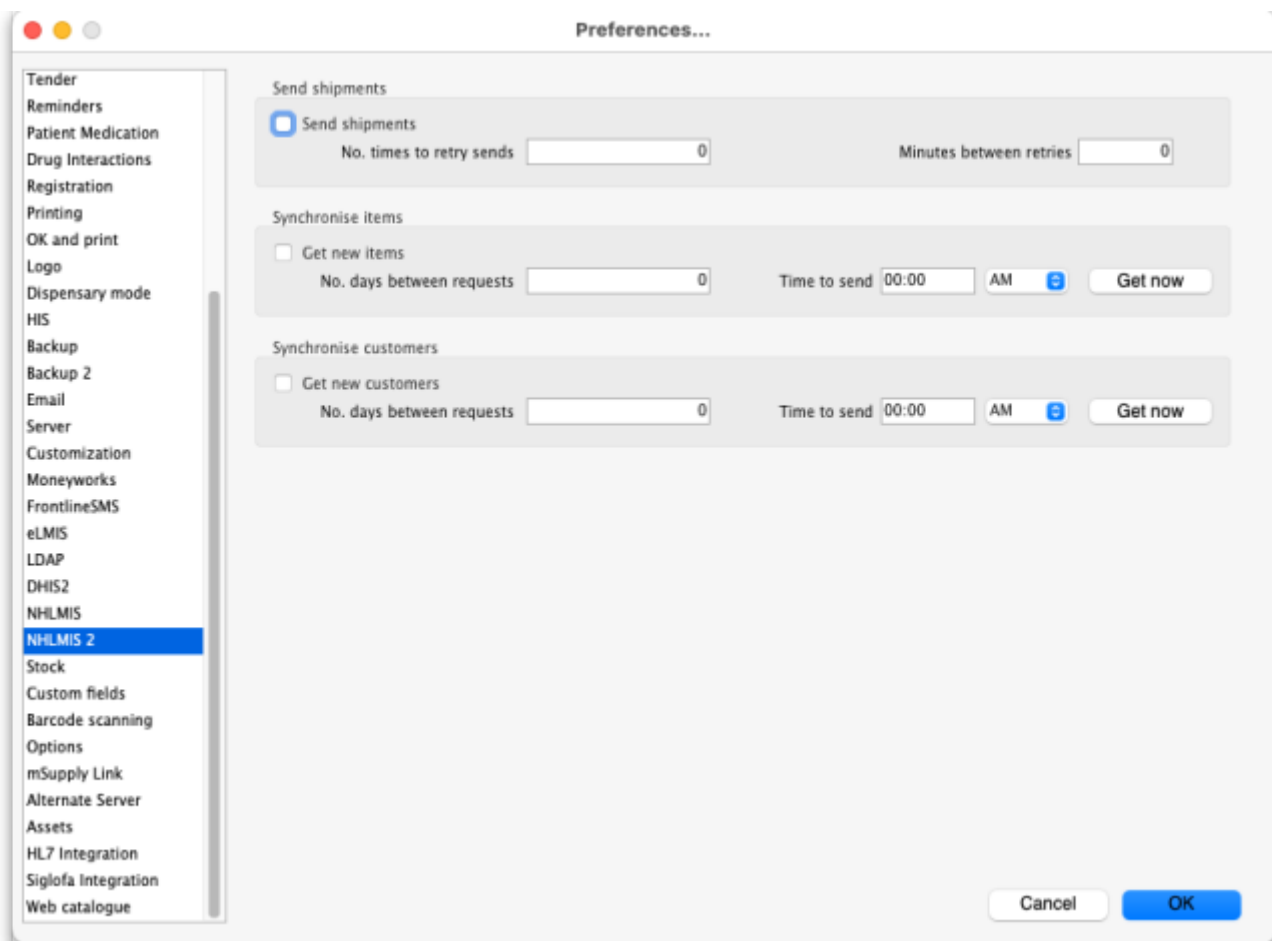 Preferences...
Tender
Reminders
Patient Medication
Drug Interactions
Registration
Printing
OK and print
Logo
Dispensary mode
HIS
Backup
Backup 2
Email
Server
Customization
Moneyworks
FrontlineSMS
eLMIS
LDAP
DHIS2
NHLMIS
NHLMIS 2
Stock
Custom fields
Barcode scanning
Options
mSupply Link
Alternate Server
Assets
HL7 Integration
Siglofa Integration
Web catalogue
Send shipments
Send shipments
No. times to retry sends 0 Minutes between retries 0
Synchronise items
Get new items
No. days between requests 0 Time to send 00:00 AM Get now
Synchronise customers
Get new customers
No. days between requests 0 Time to send 00:00 AM Get now
Cancel OK